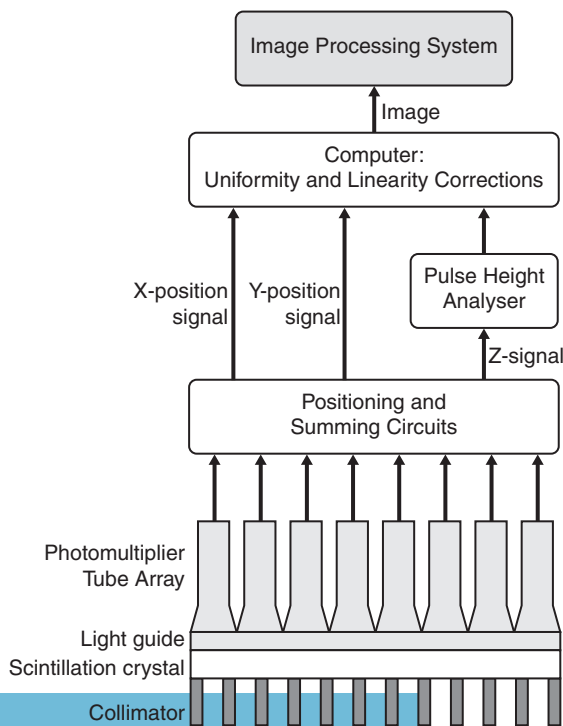 Image Processing System
Image
Computer:
Uniformity and Linearity Corrections
X-position
signal
Y-position
signal
Pulse Height
Analyser
Z-signal
Positioning and
Summing Circuits
Photomultiplier
Tube Array
Light guide
Scintillation crystal
Collimator